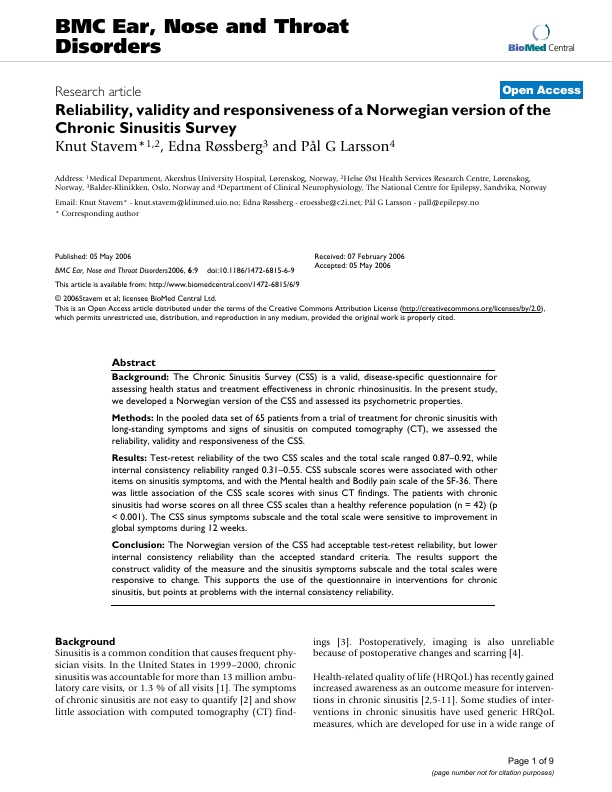 BMC Ear, Nose and Throat
Disorders
BioMed Central
Research article
Open Access
Reliability, validity and responsiveness of a Norwegian version of the
Chronic Sinusitis Survey
Knut Stavem*1,2, Edna Røssberg3 and Pål G Larsson4
Address: 1Medical Department, Akershus University Hospital, Lørenskog, Norway, 2Helse Øst Health Services Research Centre, Lørenskog,
Norway, 3Balder-Klinikken, Oslo, Norway and 4Department of Clinical Neurophysiology, The National Centre for Epilepsy, Sandvika, Norway
Email: Knut Stavem* - knut.stavem@klinmed.uio.no; Edna Røssberg - eroessbe@c2i.net; Pål G Larsson - pall@epilepsy.no
* Corresponding author
Published: 05 May 2006
BMC Ear, Nose and Throat Disorders2006, 6:9 doi:10.1186/1472-6815-6-9
Received: 07 February 2006
Accepted: 05 May 2006
This article is available from: http://www.biomedcentral.com/1472-6815/6/9
© 2006Stavem et al; licensee BioMed Central Ltd.
This is an Open Access article distributed under the terms of the Creative Commons Attribution License (http://creativecommons.org/licenses/by/2.0),
which permits unrestricted use, distribution, and reproduction in any medium, provided the original work is properly cited.
Abstract
Background: The Chronic Sinusitis Survey (CSS) is a valid, disease-specific questionnaire for
assessing health status and treatment effectiveness in chronic rhinosinusitis. In the present study,
we developed a Norwegian version of the CSS and assessed its psychometric properties.
Methods: In the pooled data set of 65 patients from a trial of treatment for chronic sinusitis with
long-standing symptoms and signs of sinusitis on computed tomography (CT), we assessed the
reliability, validity and responsiveness of the CSS.
Results: Test-retest reliability of the two CSS scales and the total scale ranged 0.87–0.92, while
internal consistency reliability ranged 0.31–0.55. CSS subscale scores were associated with other
items on sinusitis symptoms, and with the Mental health and Bodily pain scale of the SF-36. There
was little association of the CSS scale scores with sinus CT findings. The patients with chronic
sinusitis had worse scores on all three CSS scales than a healthy reference population (n = 42) (p
< 0.001). The CSS sinus symptoms subscale and the total scale were sensitive to improvement in
global symptoms during 12 weeks.
Conclusion: The Norwegian version of the CSS had acceptable test-retest reliability, but lower
internal consistency reliability than the accepted standard criteria. The results support the
construct validity of the measure and the sinusitis symptoms subscale and the total scales were
responsive to change. This supports the use of the questionnaire in interventions for chronic
sinusitis, but points at problems with the internal consistency reliability.
Background
Sinusitis is a common condition that causes frequent phy-
sician visits. In the United States in 1999–2000, chronic
sinusitis was accountable for more than 13 million ambu-
latory care visits, or 1.3 % of all visits [1]. The symptoms
of chronic sinusitis are not easy to quantify [2] and show
little association with computed tomography (CT) find-
ings [3]. Postoperatively, imaging is also unreliable
because of postoperative changes and scarring [4].
Health-related quality of life (HRQoL) has recently gained
increased awareness as an outcome measure for interven-
tions in chronic sinusitis [2,5-11]. Some studies of inter-
ventions in chronic sinusitis have used generic HRQoL
measures, which are developed for use in a wide range of
Page 1 of 9
(page number not for citation purposes)